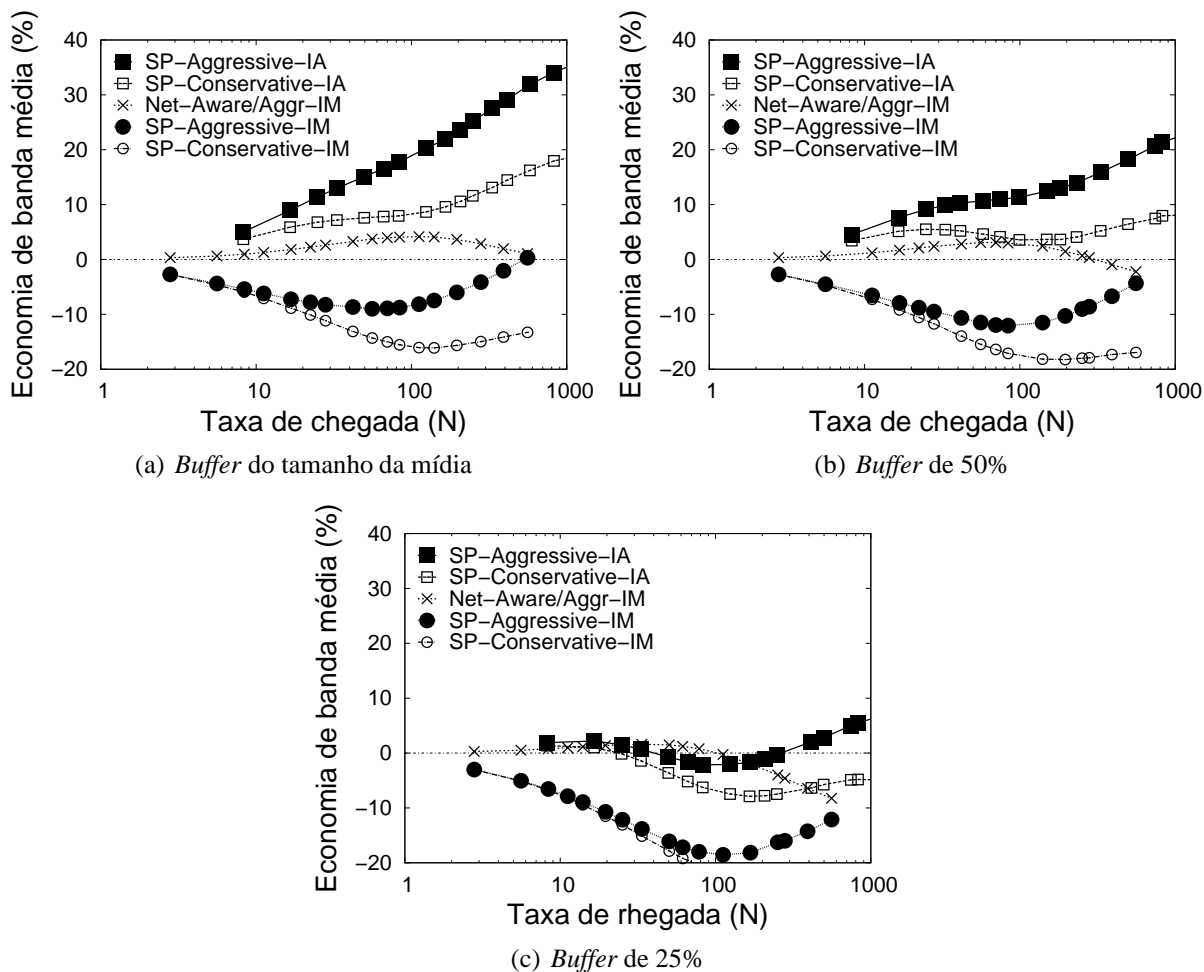 Economia de banda média (%)
40
30
20
10
0
−10
−20
SP−Aggressive−IA
SP−Conservative−IA
Net−Aware/Aggr−IM
SP−Aggressive−IM
SP−Conservative−IM
1
10
100
1000
Taxa de chegada (N)
(a) Buffer do tamanho da mídia
Economia de banda média (%)
40
30
20
10
0
−10
−20
SP−Aggressive−IA
SP−Conservative−IA
Net−Aware/Aggr−IM
SP−Aggressive−IM
SP−Conservative−IM
1
10
100
1000
Taxa de chegada (N)
(b) Buffer de 50%
Economia de banda média (%)
40
30
20
10
0
−10
−20
SP−Aggressive−IA
SP−Conservative−IA
Net−Aware/Aggr−IM
SP−Aggressive−IM
SP−Conservative−IM
1
10
100
1000
Taxa de rhegada (N)
(c) Buffer de 25%